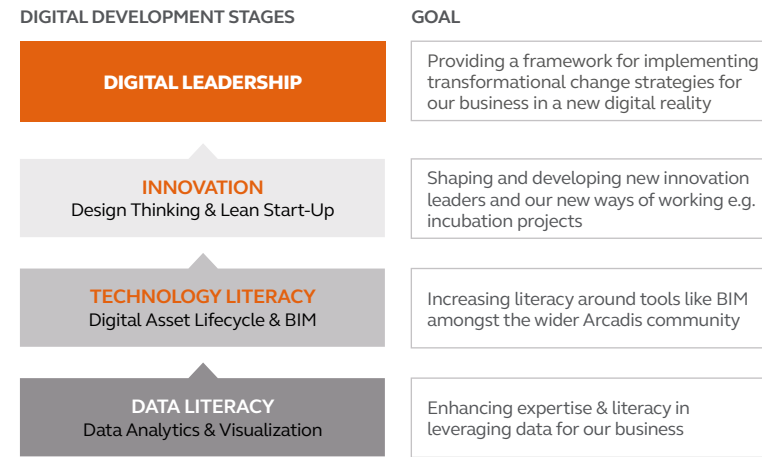 DIGITAL DEVELOPMENT STAGES
GOAL
DIGITAL LEADERSHIP
Providing a framework for implementing
transformational change strategies for
our business in a new digital reality
INNOVATION
Design Thinking & Lean Start-Up
Shaping and developing new innovation
leaders and our new ways of working e.g.
incubation projects
TECHNOLOGY LITERACY
Digital Asset Lifecycle & BIM
Increasing literacy around tools like BIM
amongst the wider Arcadis community
DATA LITERACY
Data Analytics & Visualization
Enhancing expertise & literacy in
leveraging data for our business